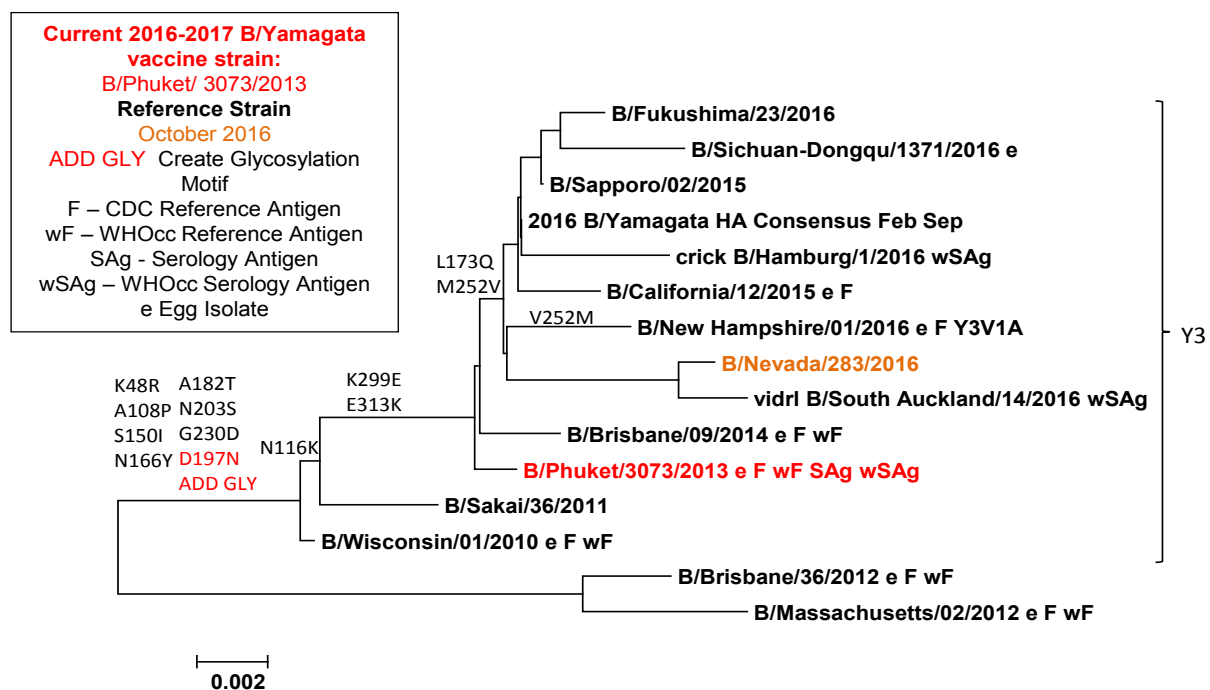 Current 2016-2017 B/Yamagata
vaccine strain:
B/Phuket/ 3073/2013
Reference Strain
October 2016
ADD GLY Create Glycosylation
Motif
F – CDC Reference Antigen
wF – WHOcc Reference Antigen
SAg - Serology Antigen
wSAg – WHOcc Serology Antigen
e Egg Isolate
B/Fukushima/23/2016
B/Sichuan-Dongqu/1371/2016 e
B/Sapporo/02/2015
2016 B/Yamagata HA Consensus Feb Sep
crick B/Hamburg/1/2016 wSAg
L173Q
M252V
B/California/12/2015 e F
V252M
B/New Hampshire/01/2016 e F Y3V1A
Y3
B/Nevada/283/2016
vidrl B/South Auckland/14/2016 wSAg
K299E
E313K
B/Brisbane/09/2014 e F wF
B/Phuket/3073/2013 e F wF SAg wSAg
K48R
A108P
S150I
N166Y
A182T
N203S
G230D
D197N
ADD GLY
N116K
B/Sakai/36/2011
B/Wisconsin/01/2010 e F wF
B/Brisbane/36/2012 e F wF
B/Massachusetts/02/2012 e F wF
0.002